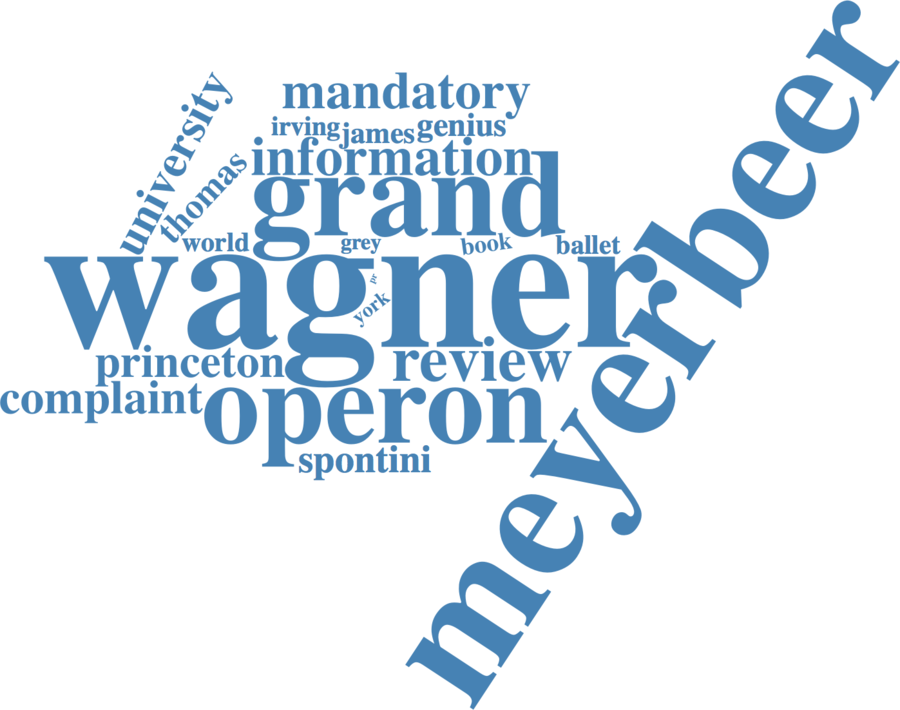 mandatory
university
irving james genius
thomas
information
grand
world grey book ballet
wagner
pr
york
meyerbeer
princeton review
complaint operon
spontini